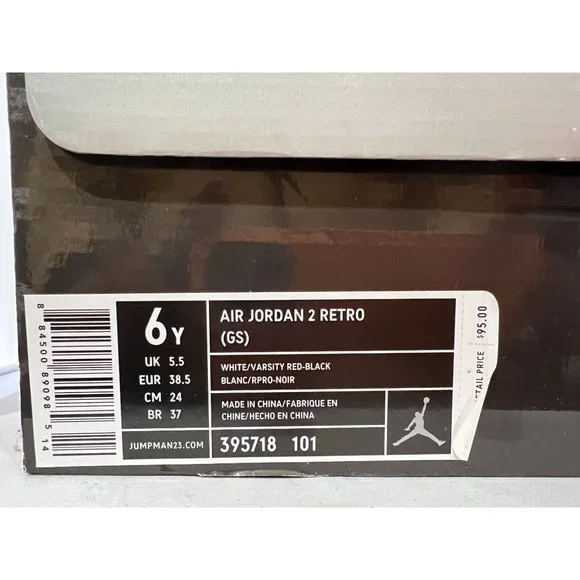 8 84500 89098 5 14
6 Y
UK 5.5
EUR 38.5
CM 24
BR 37
JUMPMAN23.COM
AIR JORDAN 2 RETRO
(GS)
WHITE/VARSITY RED-BLACK
BLANC/RPRO-NOIR
MADE IN CHINA/FABRIQUE EN
CHINE/HECHO EN CHINA
395718 101
ETAIL PRICE
$95.00